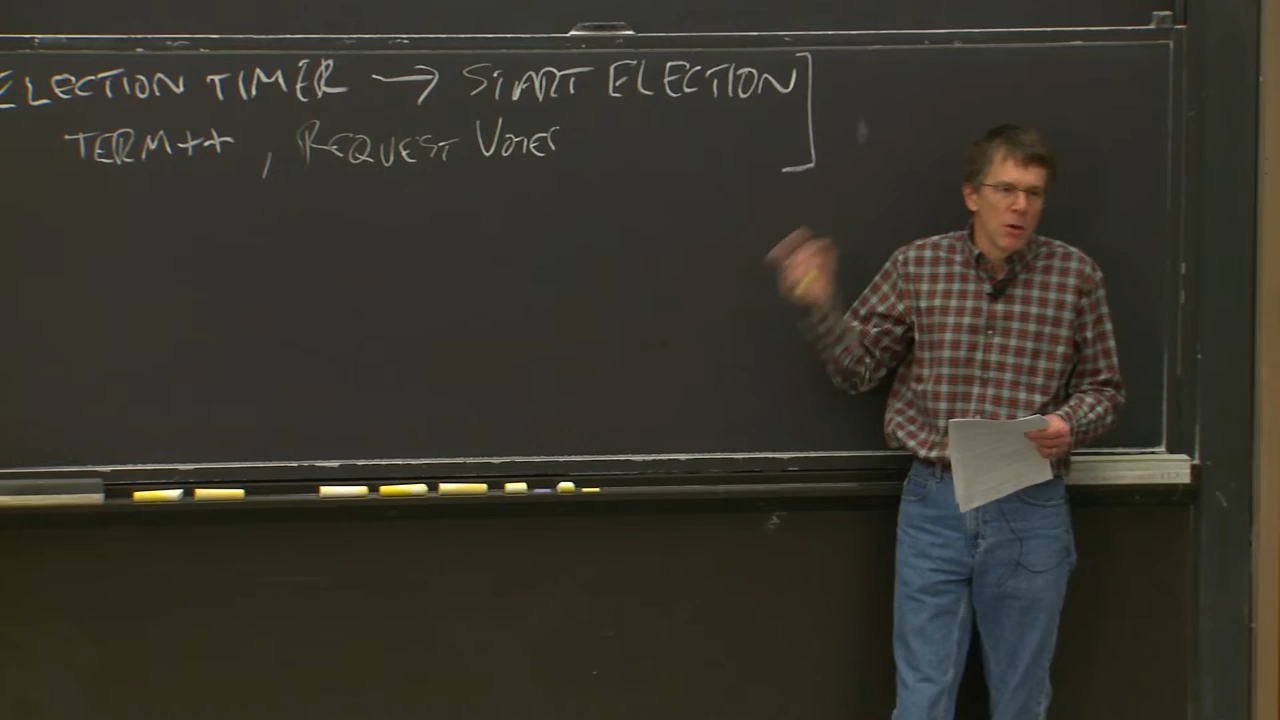 ELECTION TIMER → START ELECTION]
TERM++, REQUEST VOTES